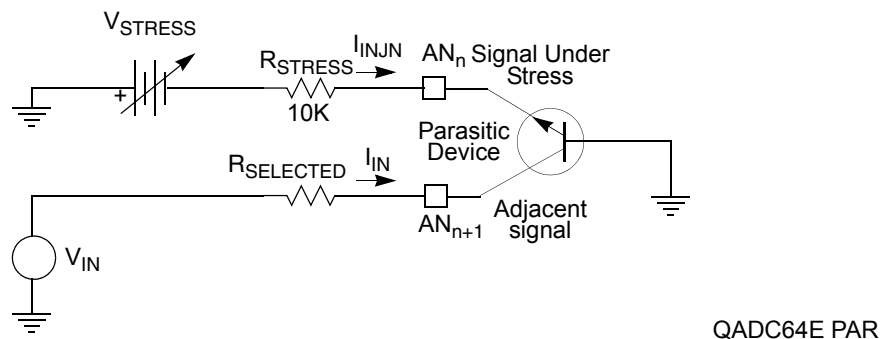 VSTRESS
+
RSTRESS
10K
IINJN
ANn Signal Under
Stress
Parasitic
Device
RSELECTED
IIN
ANn+1
Adjacent
signal
VIN
QADC64E PAR